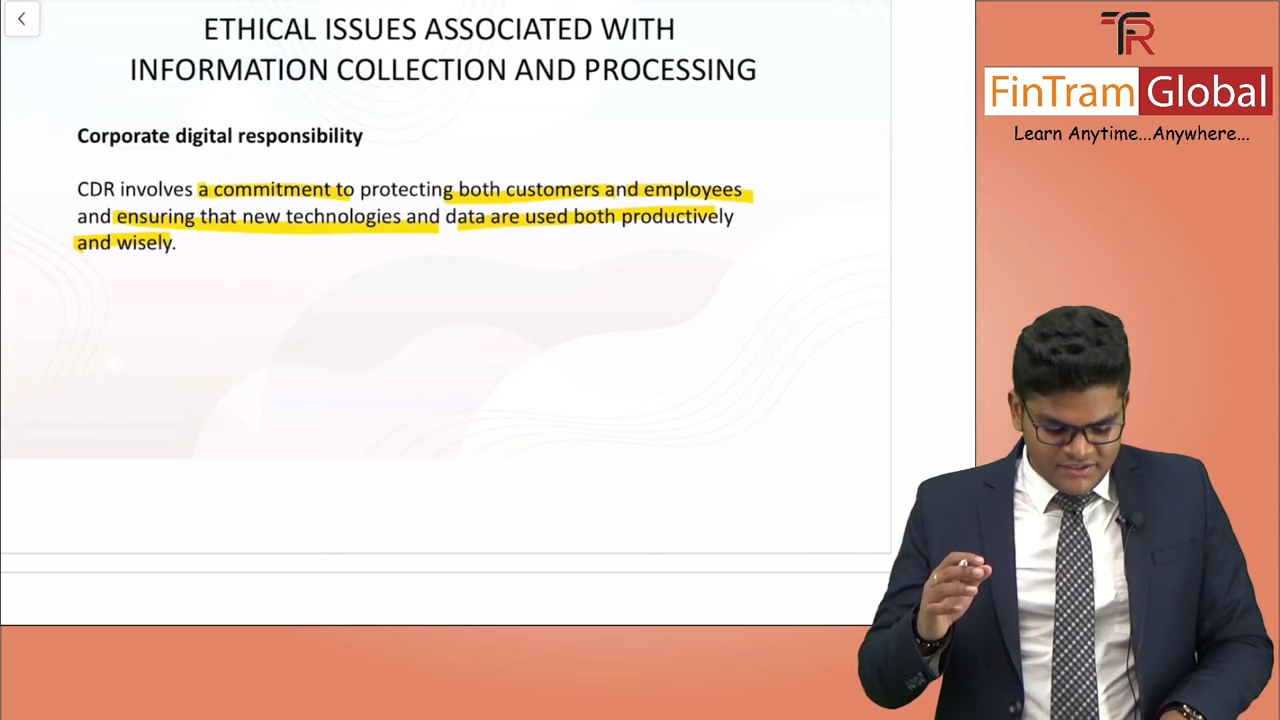 ETHICAL ISSUES ASSOCIATED WITH
INFORMATION COLLECTION AND PROCESSING
Corporate digital responsibility
CDR involves a commitment to protecting both customers and employees
and ensuring that new technologies and data are used both productively
and wisely.
FinTram Global
Learn Anytime...Anywhere...